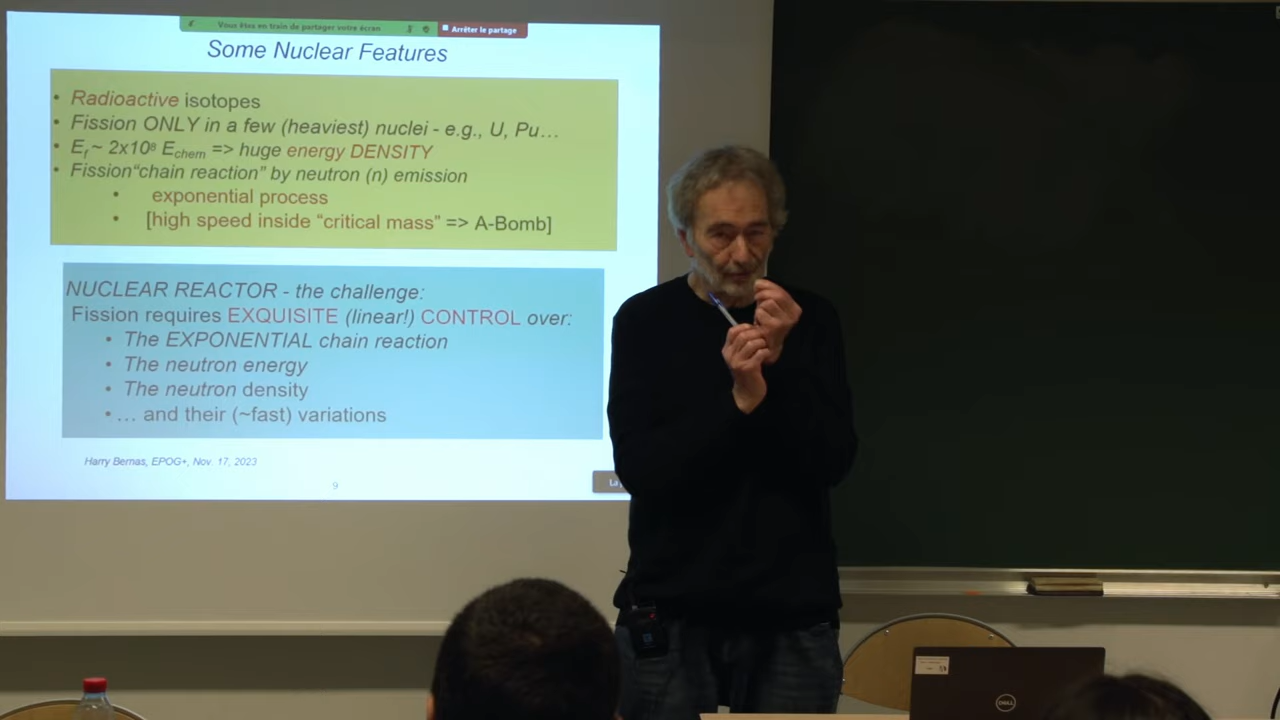 Vous êtes en train de partager votre écran
Arrêter le partage
Some Nuclear Features
• Radioactive isotopes
• Fission ONLY in a few (heaviest) nuclei - e.g., U, Pu…
• Ef ~ 2x10⁸ Echem => huge energy DENSITY
• Fission“chain reaction” by neutron (n) emission
• exponential process
• [high speed inside “critical mass” => A-Bomb]
NUCLEAR REACTOR - the challenge:
Fission requires EXQUISITE (linear!) CONTROL over:
• The EXPONENTIAL chain reaction
• The neutron energy
• The neutron density
• … and their (~fast) variations
Harry Bernas, EPOG+, Nov. 17, 2023
9
La
DELL